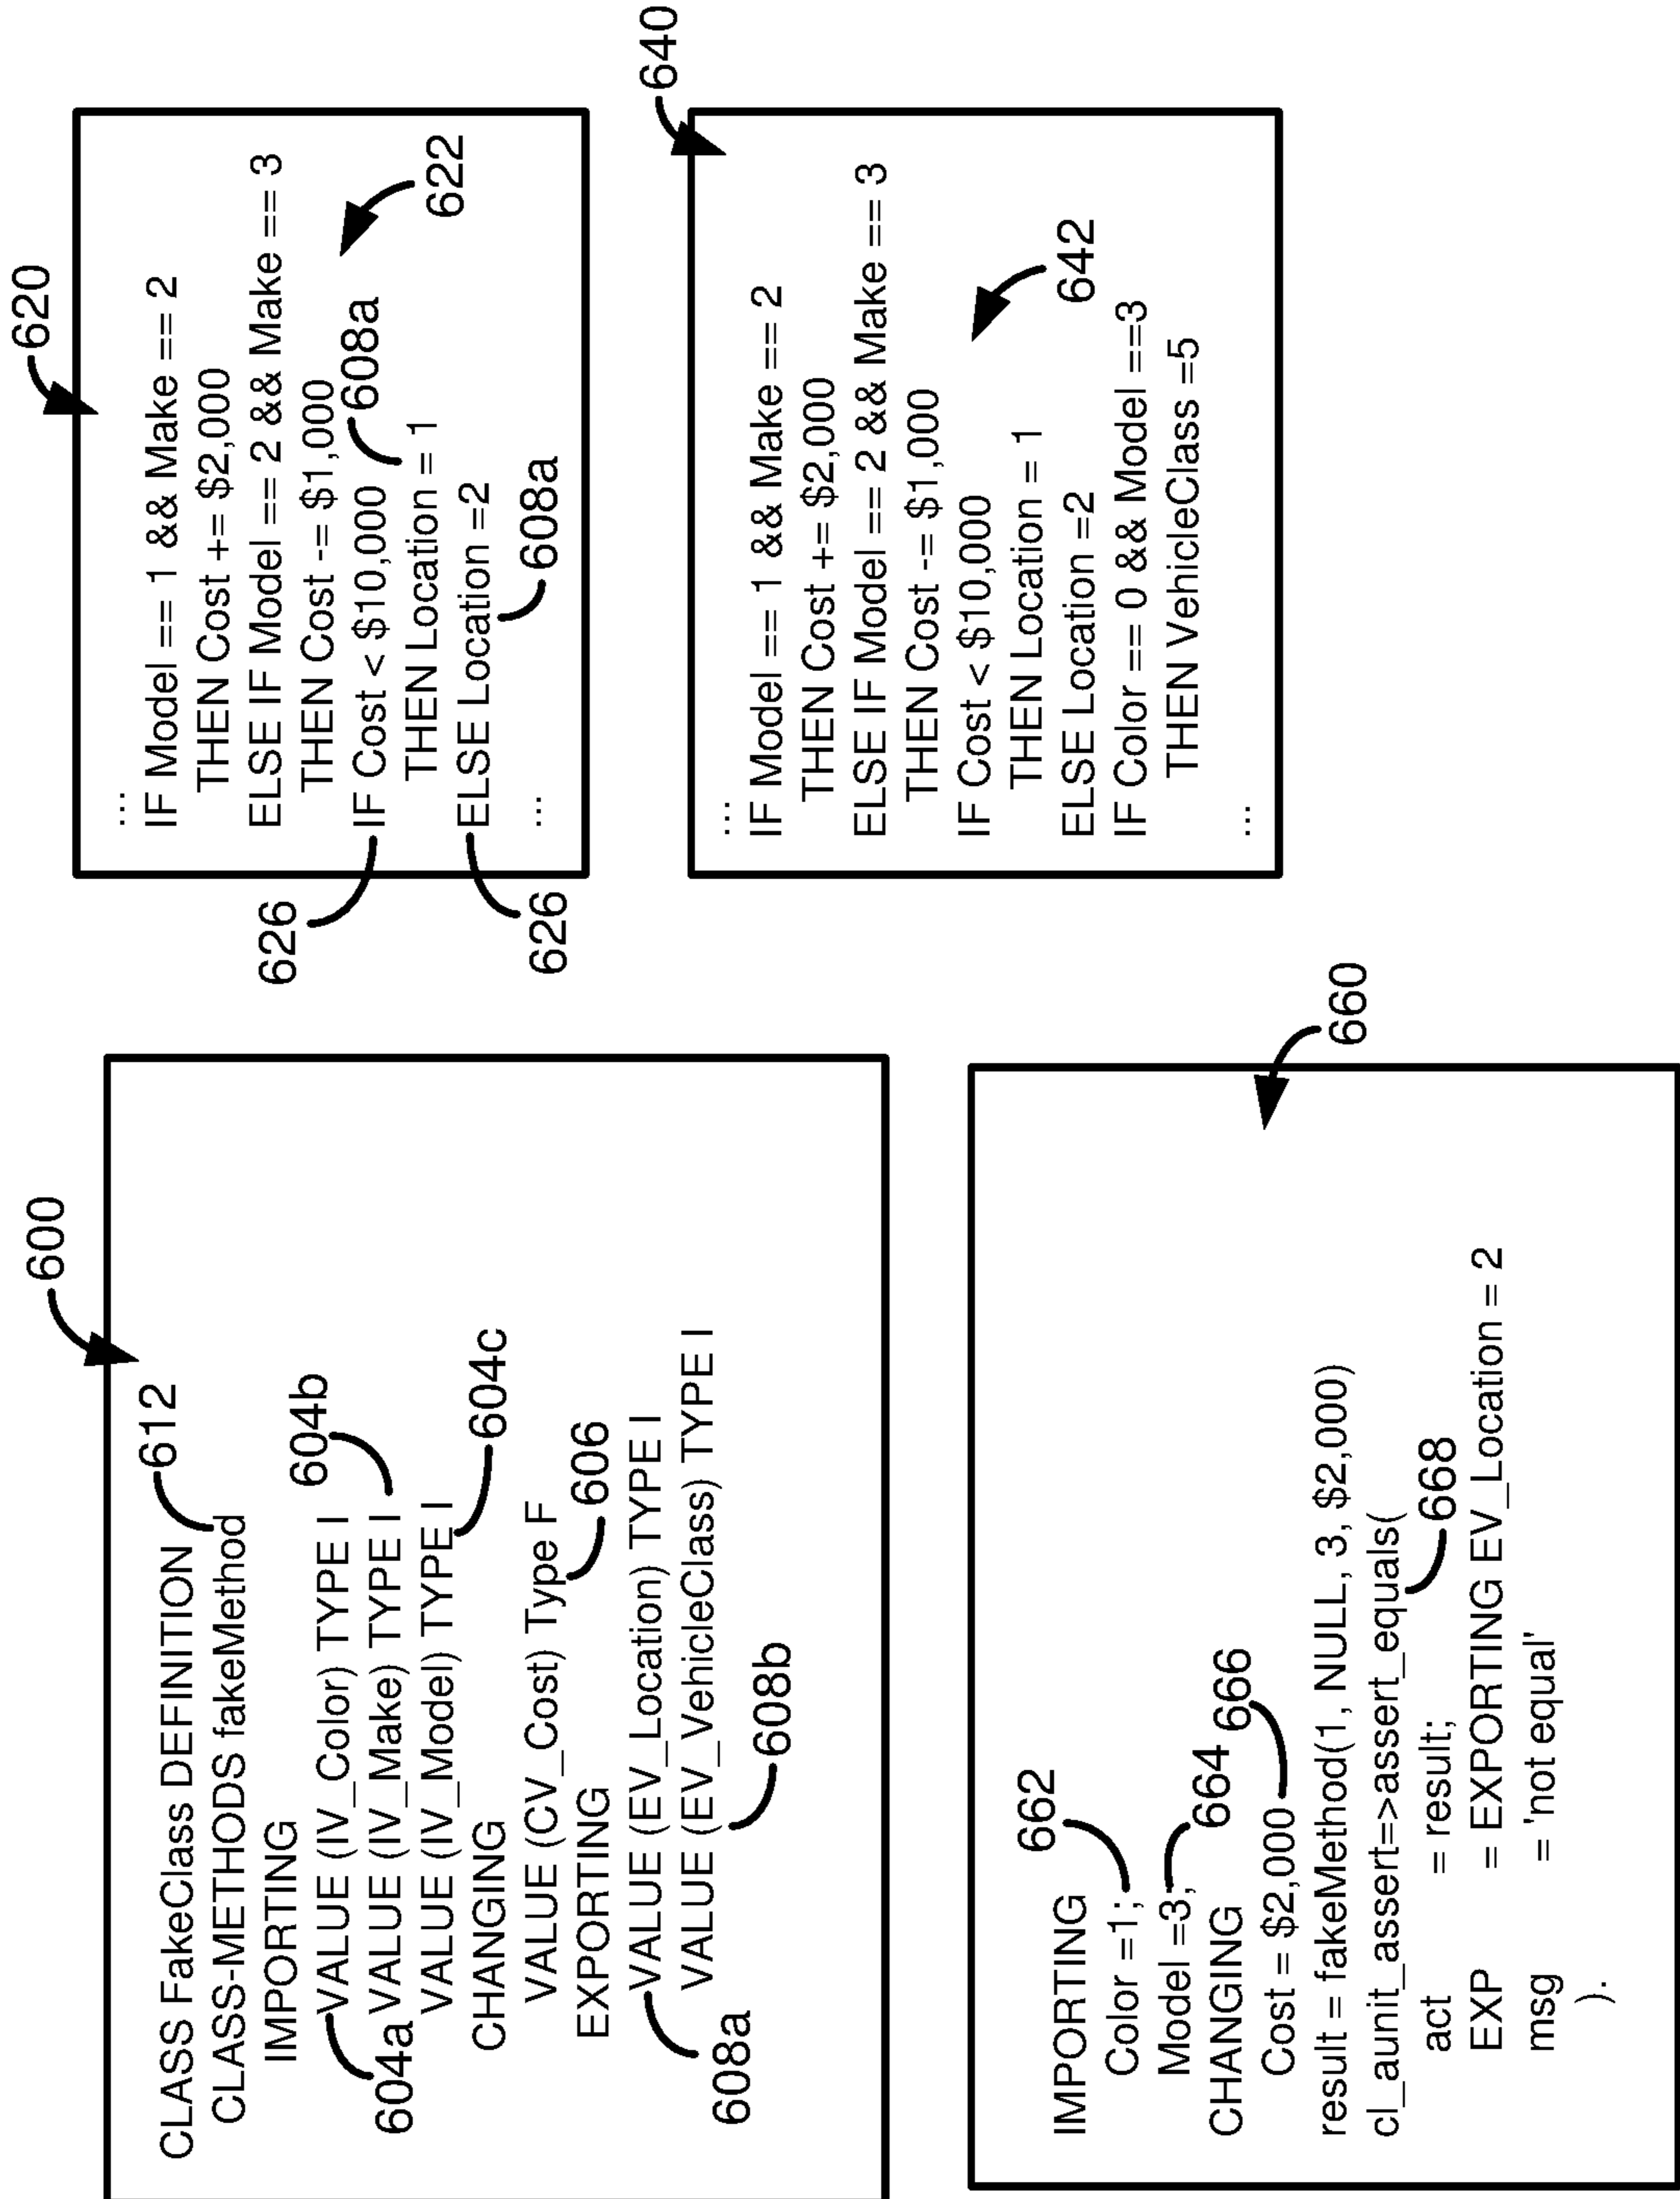 600
CLASS FakeClass DEFINITION
612
CLASS-METHODS fakeMethod
IMPORTING
604b
VALUE (IV_Color) TYPE I
604a
VALUE (IV_Make) TYPE I
VALUE (IV_Model) TYPE I
604c
CHANGING
VALUE (CV_Cost) Type F
606
EXPORTING
VALUE (EV_Location) TYPE I
608a
VALUE (EV_VehicleClass) TYPE I
608b
620
...
IF Model == 1 && Make == 2
THEN Cost += $2,000
ELSE IF Model == 2 && Make == 3
THEN Cost -= $1,000
608a
626
IF Cost < $10,000
622
THEN Location = 1
ELSE Location =2
626
608a
...
660
662
IMPORTING
Color =1;
Model =3;
664
CHANGING
666
Cost = $2,000
result = fakeMethod(1, NULL, 3, $2,000)
cl_aunit_assert=>assert_equals(
668
act = result;
EXP = EXPORTING EV_Location = 2
msg = 'not equal'
).
640
...
IF Model == 1 && Make == 2
THEN Cost += $2,000
ELSE IF Model == 2 && Make == 3
THEN Cost -= $1,000
IF Cost < $10,000
642
THEN Location = 1
ELSE Location =2
IF Color == 0 && Model ==3
THEN VehicleClass =5
...